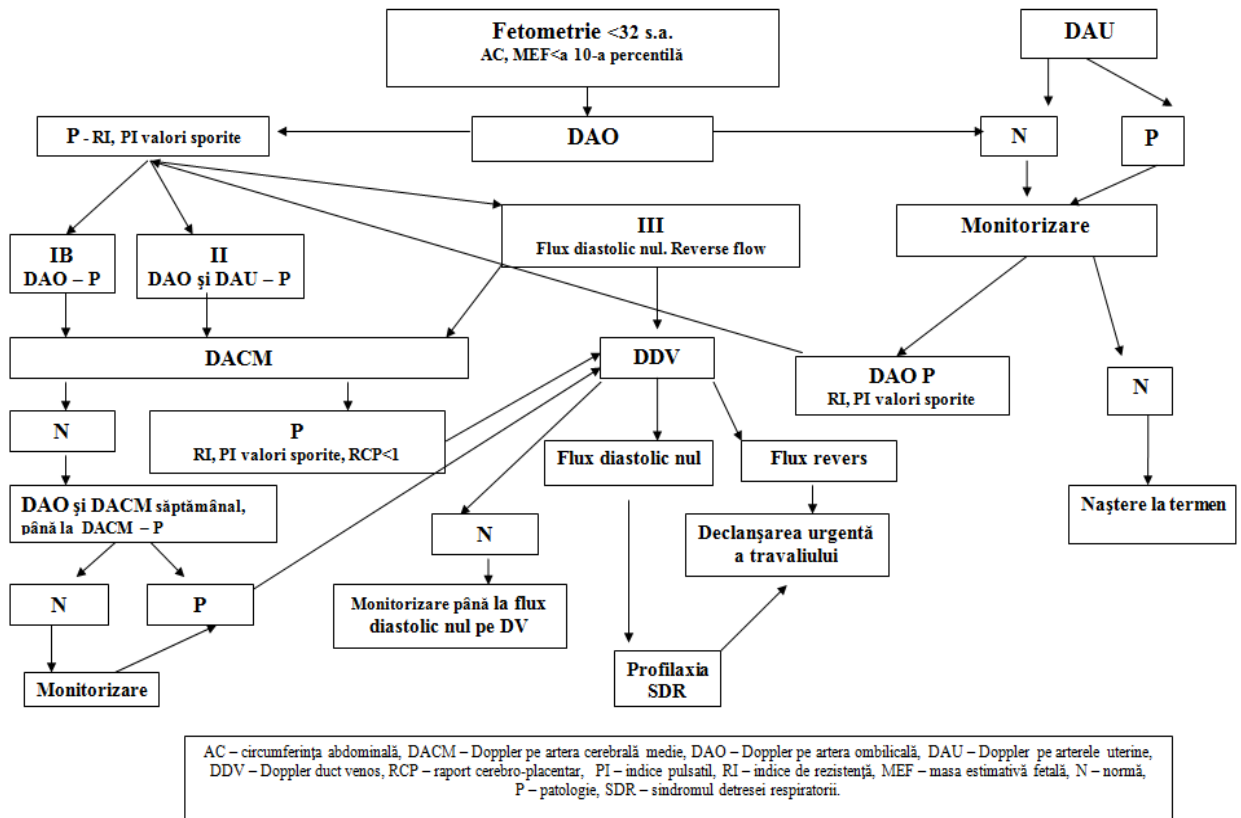 Fetometrie <32 s.a.
AC, MEF<a 10-a percentilă
DAU
P - RI, PI valori sporite
DAO
N
P
IB
DAO – P
II
DAO şi DAU – P
III
Flux diastolic nul. Reverse flow
Monitorizare
DACM
DDV
DAO P
RI, PI valori sporite
N
N
P
RI, PI valori sporite, RCP<1
Flux diastolic nul
Flux revers
Naştere la termen
DAO şi DACM săptămânal,
până la DACM – P
N
Declanşarea urgentă
a travaliului
N
P
Monitorizare până la flux
diastolic nul pe DV
Monitorizare
Profilaxia
SDR
AC – circumferinţa abdominală, DACM – Doppler pe artera cerebrală medie, DAO – Doppler pe artera ombilicală, DAU – Doppler pe arterele uterine,
DDV – Doppler duct venos, RCP – raport cerebro-placentar, PI – indice pulsatil, RI – indice de rezistenţă, MEF – masa estimativă fetală, N – normă,
P – patologie, SDR – sindromul detresei respiratorii.